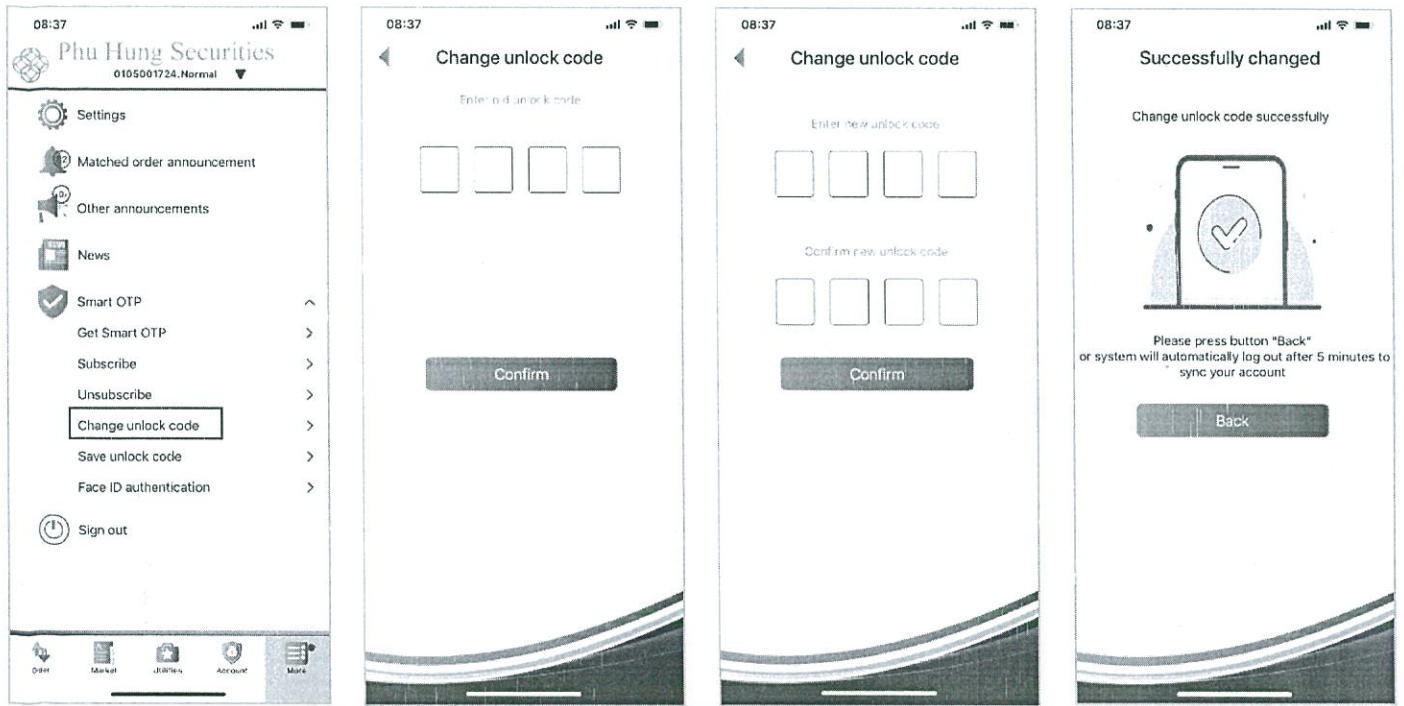 08:37
Phu Hung Securities
0105001724.Normal
Settings
Matched order announcement
Other announcements
News
Smart OTP
Get Smart OTP
Subscribe
Unsubscribe
Change unlock code
Save unlock code
Face ID authentication
Sign out
Order
Market
Utilities
Account
More
08:37
Change unlock code
Enter old unlock code
Confirm
08:37
Change unlock code
Enter new unlock code
Confirm new unlock code
Confirm
08:37
Successfully changed
Change unlock code successfully
Please press button "Back"
or system will automatically log out after 5 minutes to
sync your account
Back